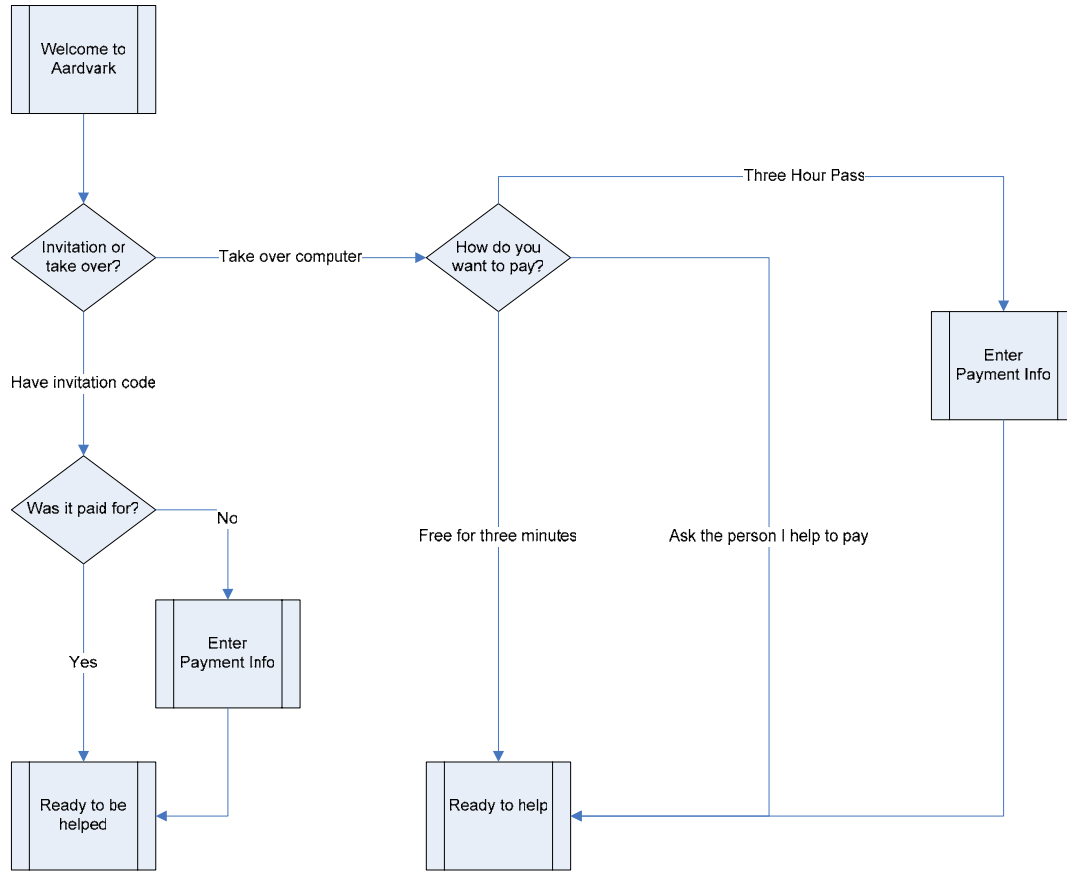 Welcome to
Aardvark
Three Hour Pass
Invitation or
take over?
Take over computer
How do you
want to pay?
Enter
Payment Info
Have invitation code
Was it paid for?
No
Free for three minutes
Ask the person I help to pay
Enter
Payment Info
Yes
Ready to be
helped
Ready to help